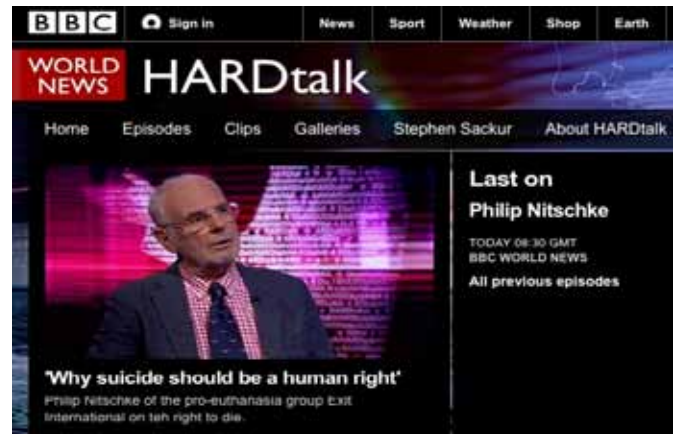 BBC Sign in News Sport Weather Shop Earth
WORLD
NEWS
HARDtalk
Home Episodes Clips Galleries Stephen Sackur About HARDtalk
Last on
Philip Nitschke
TODAY 08:30 GMT
BBC WORLD NEWS
All previous episodes
'Why suicide should be a human right'
Philip Nitschke of the pro-euthanasia group Exit
International on teh right to die.